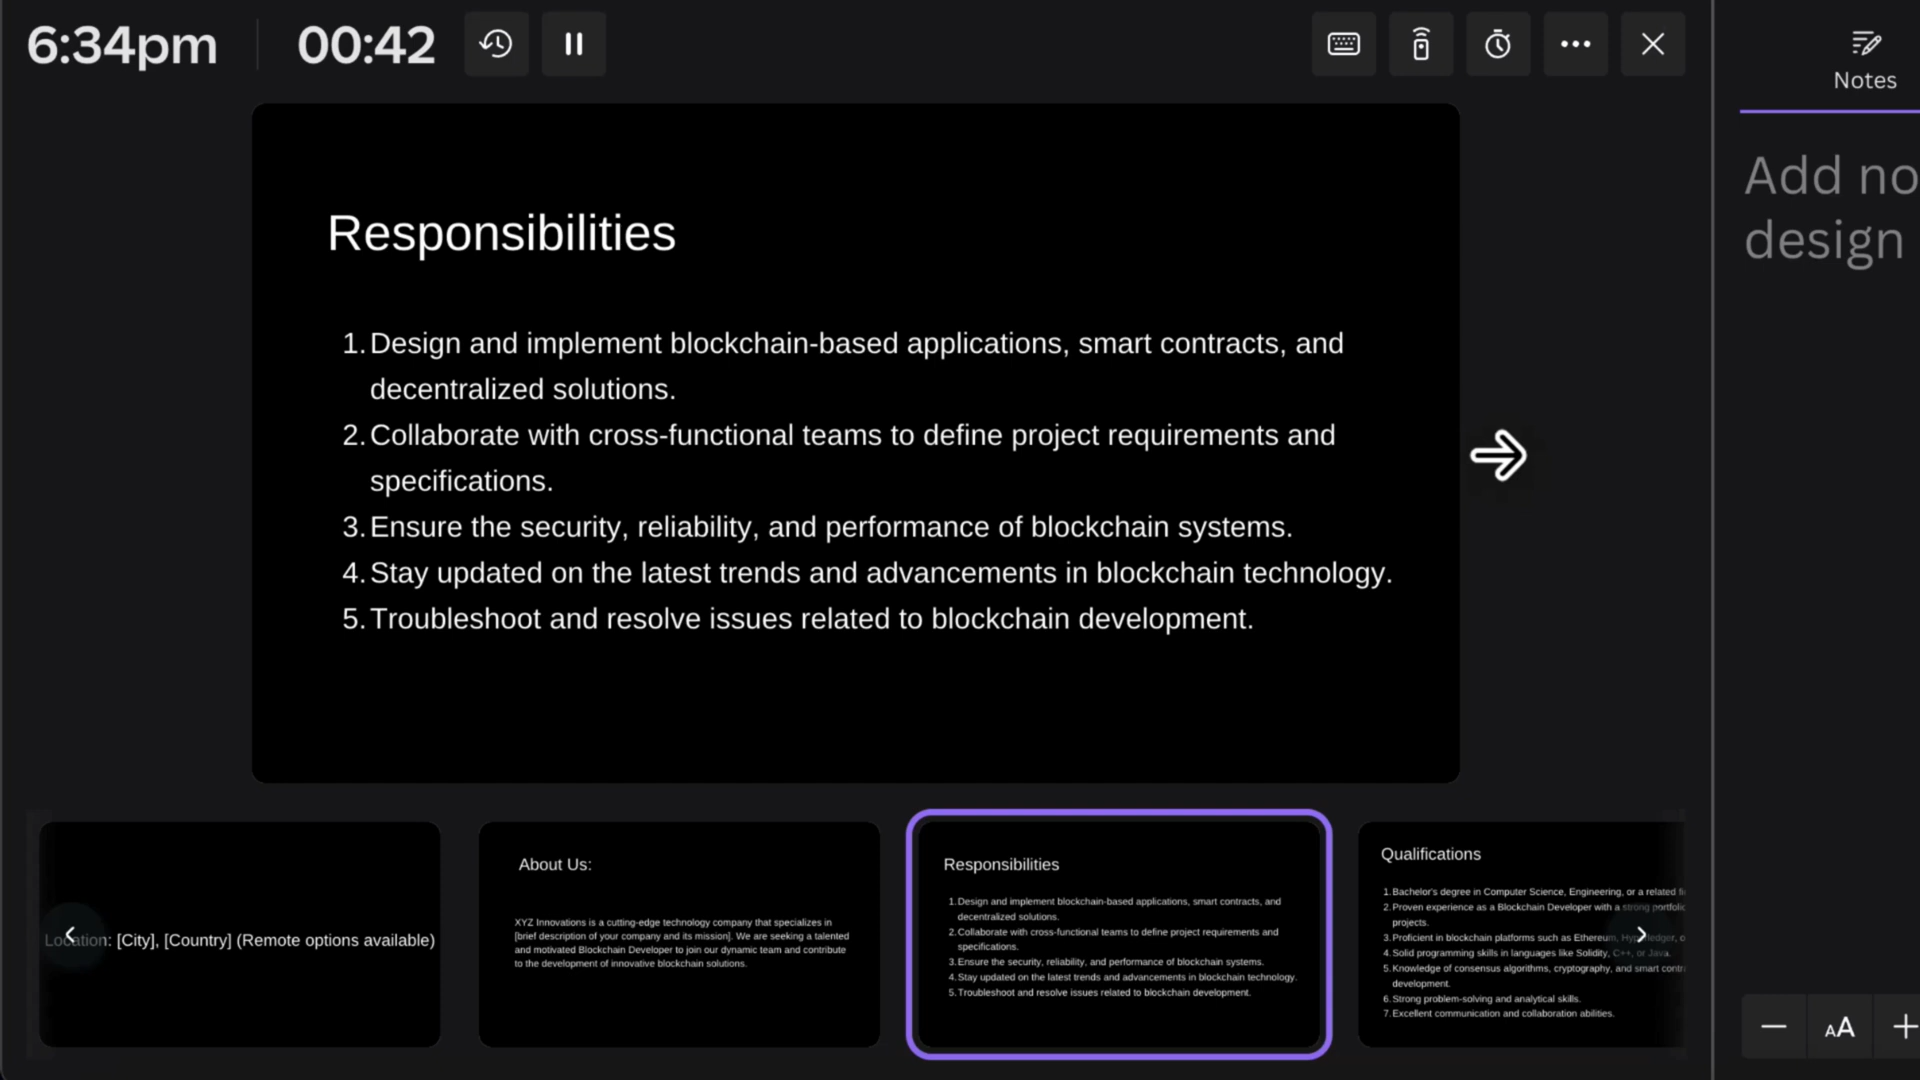 6:34pm
00:42
Notes
Add no
design
Responsibilities
1. Design and implement blockchain-based applications, smart contracts, and
decentralized solutions.
2. Collaborate with cross-functional teams to define project requirements and
specifications.
3. Ensure the security, reliability, and performance of blockchain systems.
4. Stay updated on the latest trends and advancements in blockchain technology.
5. Troubleshoot and resolve issues related to blockchain development.
Location: [City], [Country] (Remote options available)
About Us:
XYZ Innovations is a cutting-edge technology company that specializes in
[brief description of your company and its mission]. We are seeking a talented
and motivated Blockchain Developer to join our dynamic team and contribute
to the development of innovative blockchain solutions.
Responsibilities
1. Design and implement blockchain-based applications, smart contracts, and
decentralized solutions.
2. Collaborate with cross-functional teams to define project requirements and
specifications.
3. Ensure the security, reliability, and performance of blockchain systems.
4. Stay updated on the latest trends and advancements in blockchain technology.
5. Troubleshoot and resolve issues related to blockchain development.
Qualifications
1. Bachelor's degree in Computer Science, Engineering, or a related
2. Proven experience as a Blockchain Developer with a strong portfolio
projects.
3. Proficient in blockchain platforms such as Ethereum, Hyperledger,
4. Solid programming skills in languages like Solidity, C++, or Java.
5. Knowledge of consensus algorithms, cryptography, and smart
development.
6. Strong problem-solving and analytical skills.
7. Excellent communication and collaboration abilities.
AA